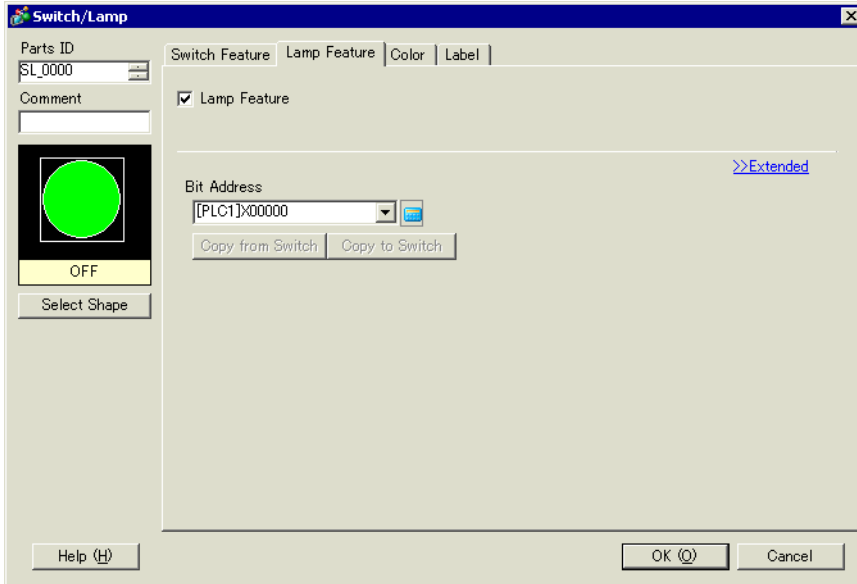 Switch/Lamp
Parts ID
SL_0000
Comment
OFF
Select Shape
Switch Feature Lamp Feature Color Label
Lamp Feature
>>Extended
Bit Address
[PLC1]X00000
Copy from Switch Copy to Switch
Help (H) OK (O) Cancel